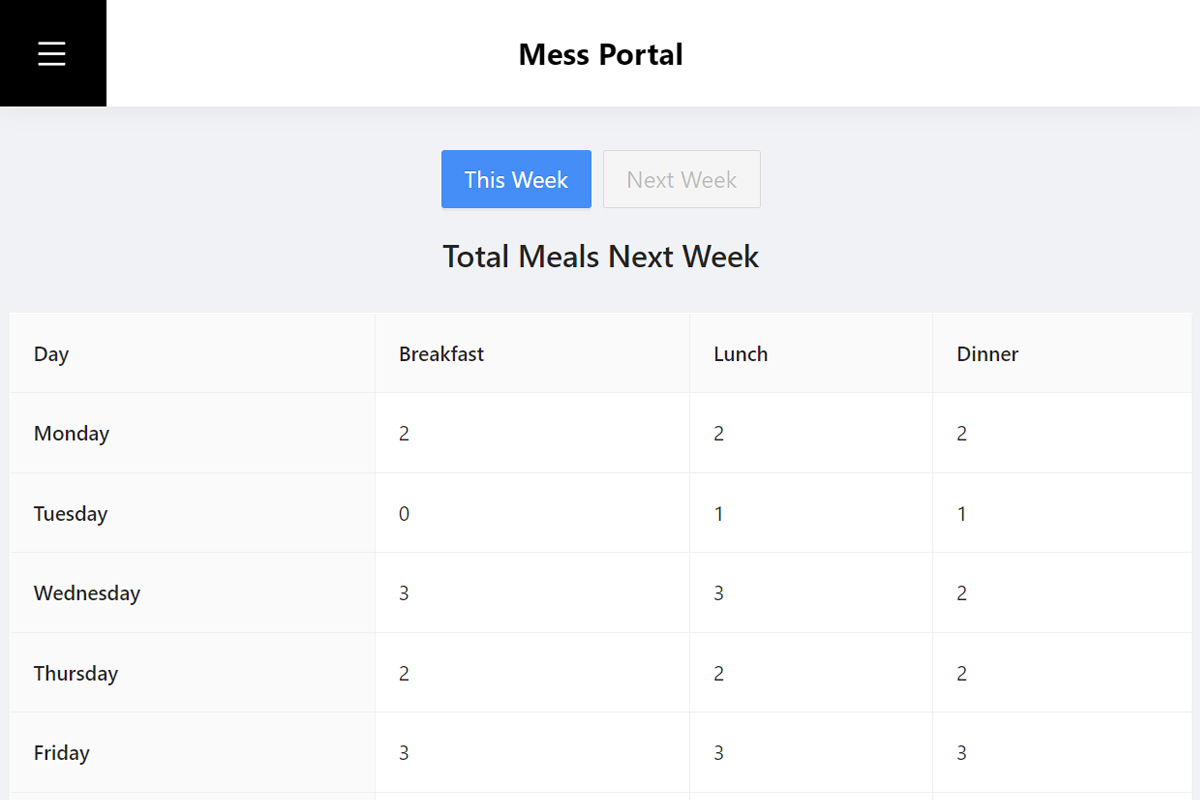 Mess Portal
This Week Next Week
Total Meals Next Week
Day Breakfast Lunch Dinner
Monday 2 2 2
Tuesday 0 1 1
Wednesday 3 3 2
Thursday 2 2 2
Friday 3 3 3